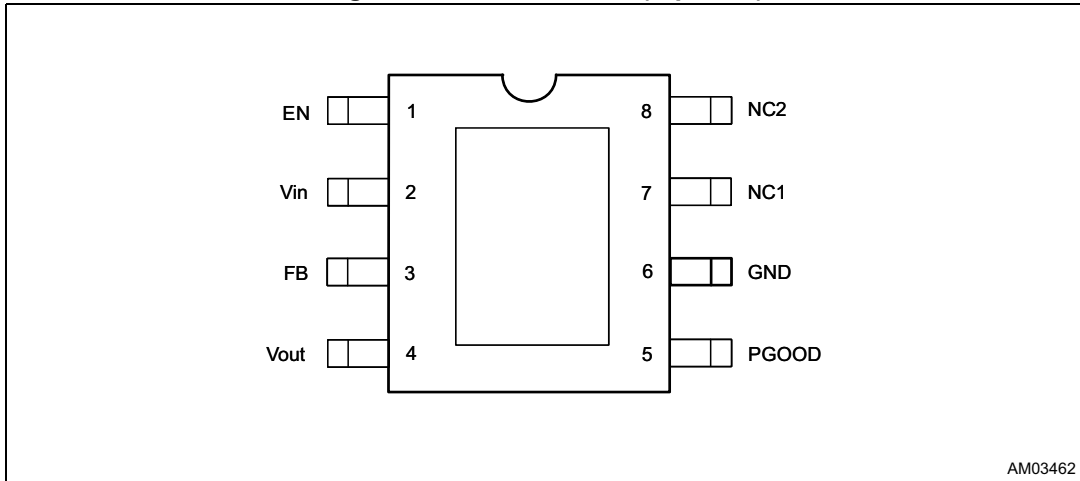 EN 1 8 NC2
Vin 2 7 NC1
FB 3 6 GND
Vout 4 5 PGOOD
AM03462